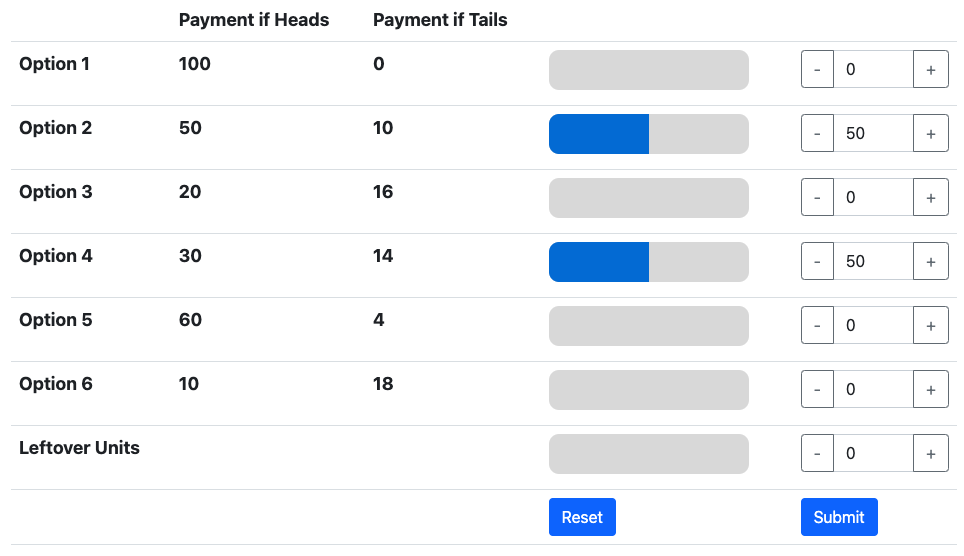 Payment if Heads Payment if Tails
Option 1 100 0 - 0 +
Option 2 50 10 - 50 +
Option 3 20 16 - 0 +
Option 4 30 14 - 50 +
Option 5 60 4 - 0 +
Option 6 10 18 - 0 +
Leftover Units - 0 +
Reset Submit